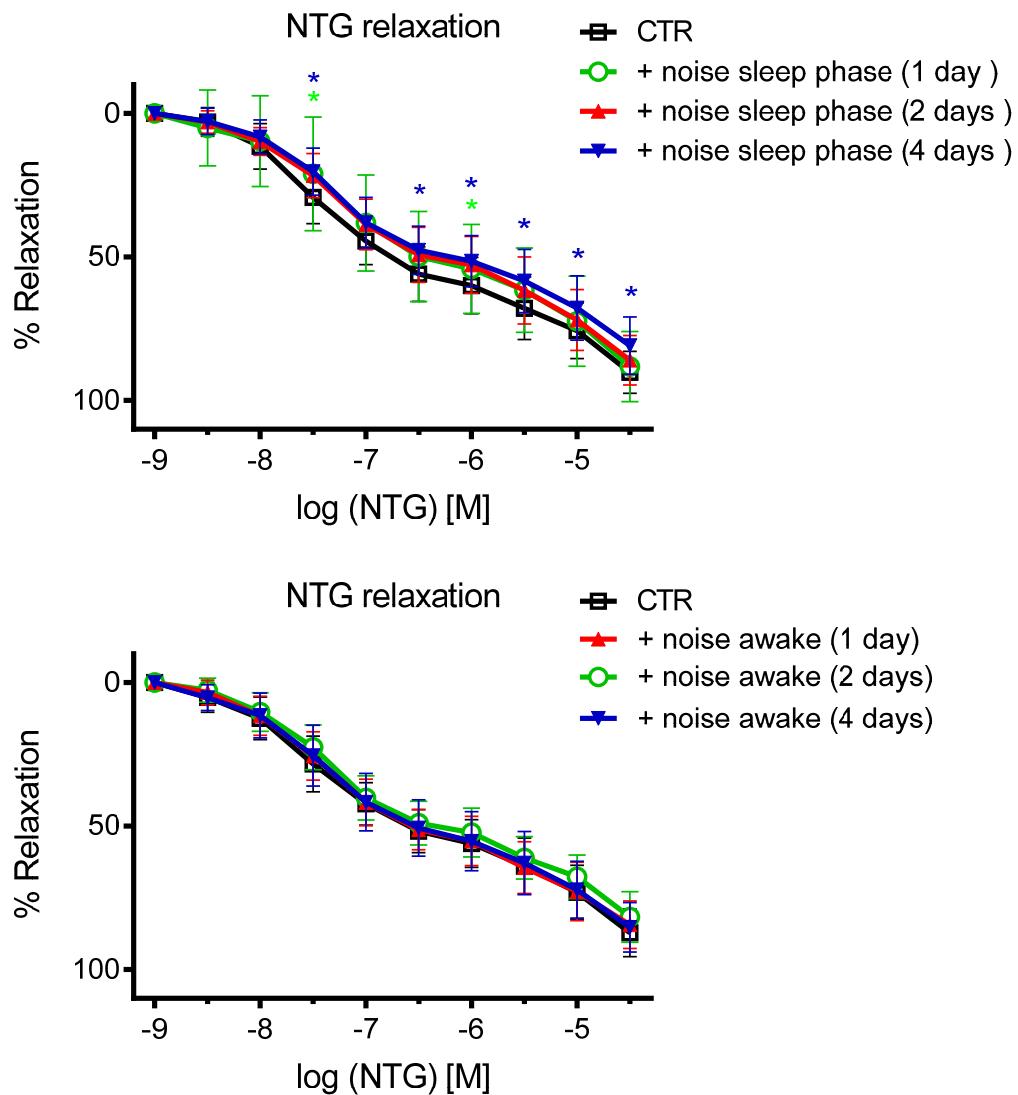 NTG relaxation
CTR
+ noise sleep phase (1 day )
+ noise sleep phase (2 days )
+ noise sleep phase (4 days )
* * * * * * * *
0
50
100
% Relaxation
-9 -8 -7 -6 -5
log (NTG) [M]
NTG relaxation
CTR
+ noise awake (1 day)
+ noise awake (2 days)
+ noise awake (4 days)
0
50
100
% Relaxation
-9 -8 -7 -6 -5
log (NTG) [M]